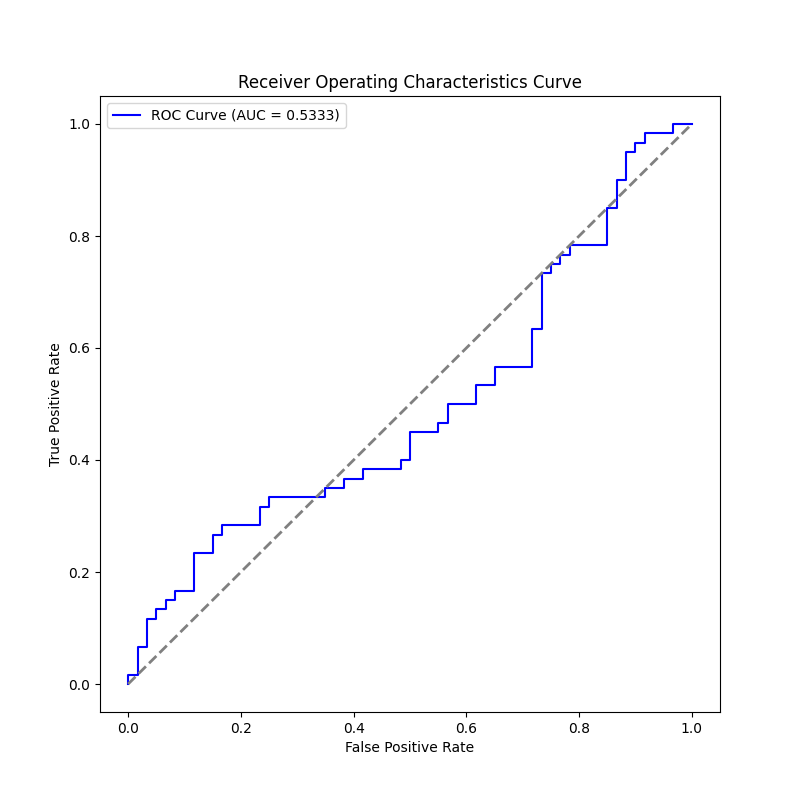 Receiver Operating Characteristics Curve
ROC Curve (AUC = 0.5333)
1.0
0.8
0.6
0.4
0.2
0.0
True Positive Rate
0.0 0.2 0.4 0.6 0.8 1.0
False Positive Rate